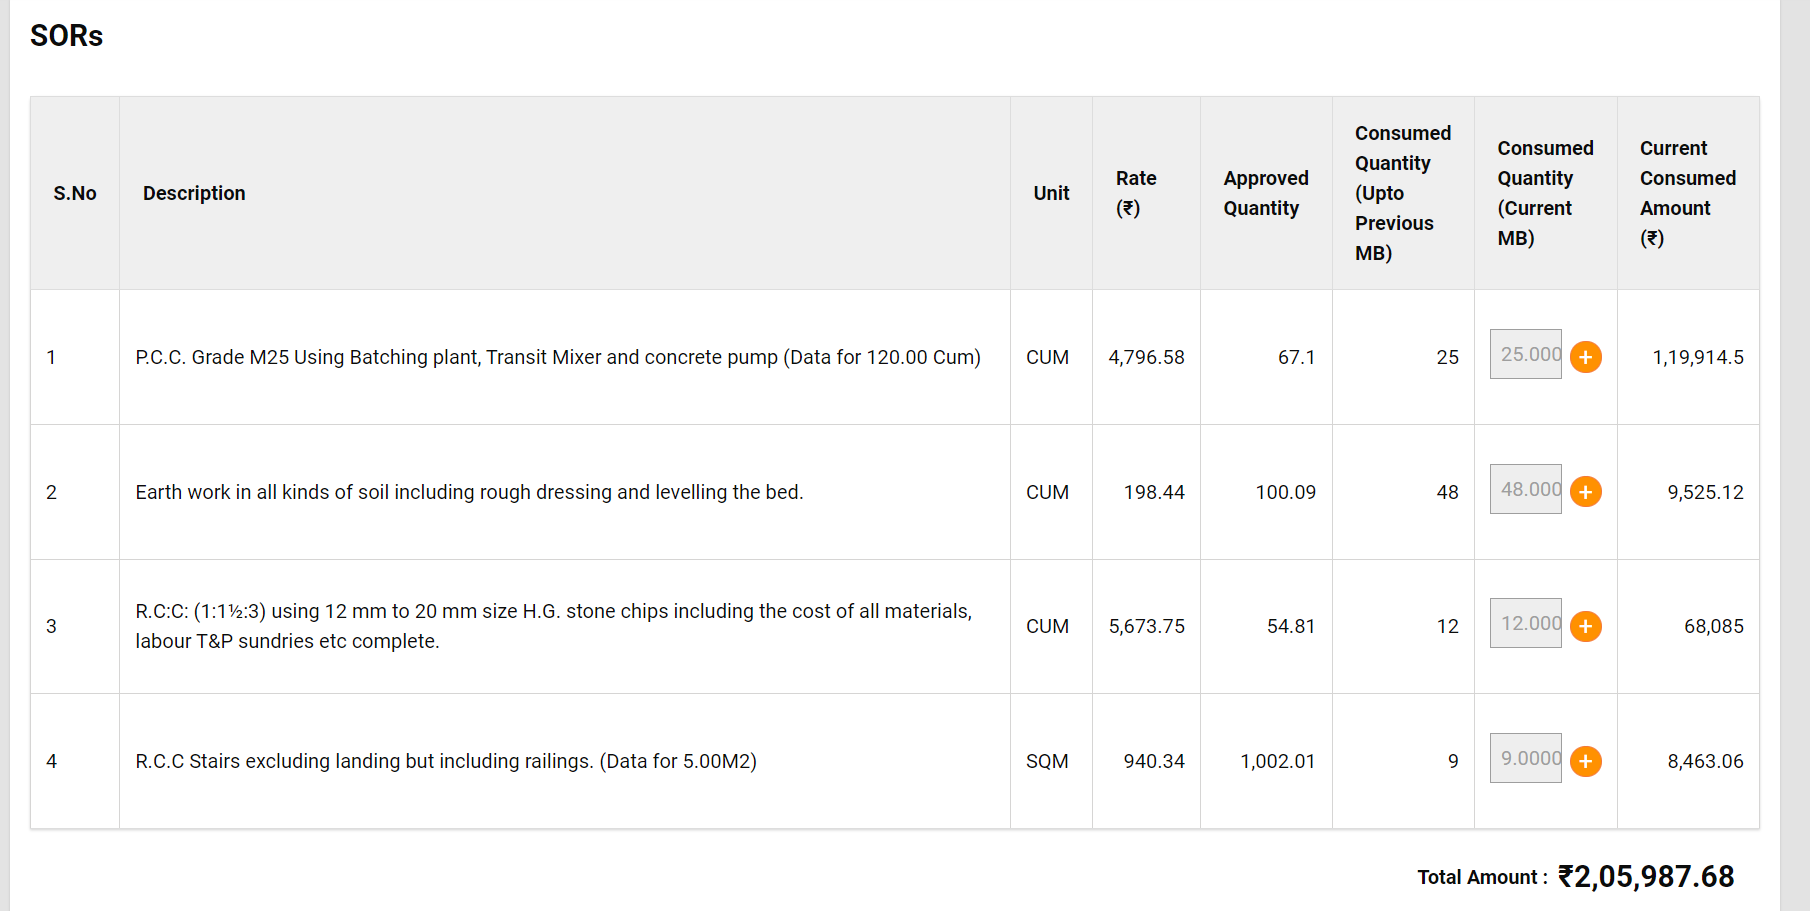 SORs
S.No
Description
Unit
Rate
(₹)
Approved
Quantity
Consumed
Quantity
(Upto
Previous
MB)
Consumed
Quantity
(Current
MB)
Current
Consumed
Amount
(₹)
1
P.C.C. Grade M25 Using Batching plant, Transit Mixer and concrete pump (Data for 120.00 Cum)
CUM
4,796.58
67.1
25
25.000
1,19,914.5
2
Earth work in all kinds of soil including rough dressing and levelling the bed.
CUM
198.44
100.09
48
48.000
9,525.12
3
R.C:C: (1:1½:3) using 12 mm to 20 mm size H.G. stone chips including the cost of all materials,
labour T&P sundries etc complete.
CUM
5,673.75
54.81
12
12.000
68,085
4
R.C.C Stairs excluding landing but including railings. (Data for 5.00M2)
SQM
940.34
1,002.01
9
9.0000
8,463.06
Total Amount : ₹2,05,987.68